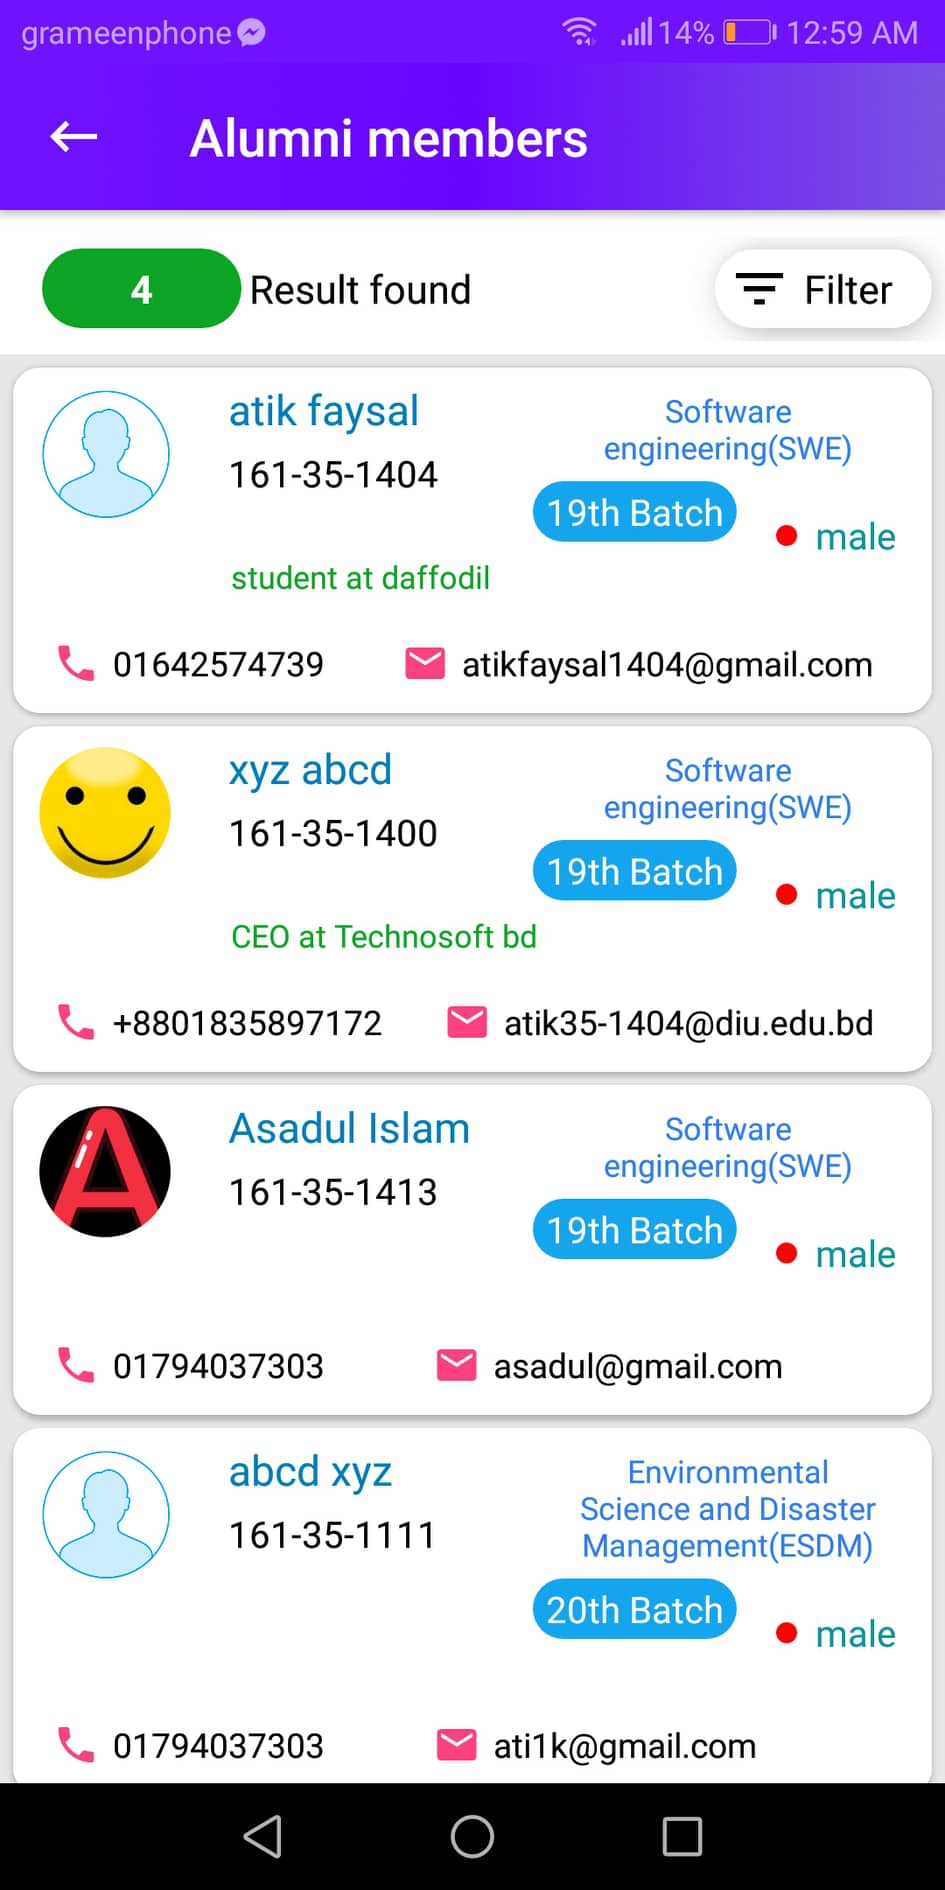 grameenphone 14% 12:59 AM
Alumni members
4 Result found Filter
atik faysal
161-35-1404
Software
engineering(SWE)
19th Batch
male
student at daffodil
01642574739 atikfaysal1404@gmail.com
xyz abcd
161-35-1400
Software
engineering(SWE)
19th Batch
male
CEO at Technosoft bd
+8801835897172 atik35-1404@diu.edu.bd
A
Asadul Islam
161-35-1413
Software
engineering(SWE)
19th Batch
male
01794037303 asadul@gmail.com
abcd xyz
161-35-1111
Environmental
Science and Disaster
Management(ESDM)
20th Batch
male
01794037303 ati1k@gmail.com